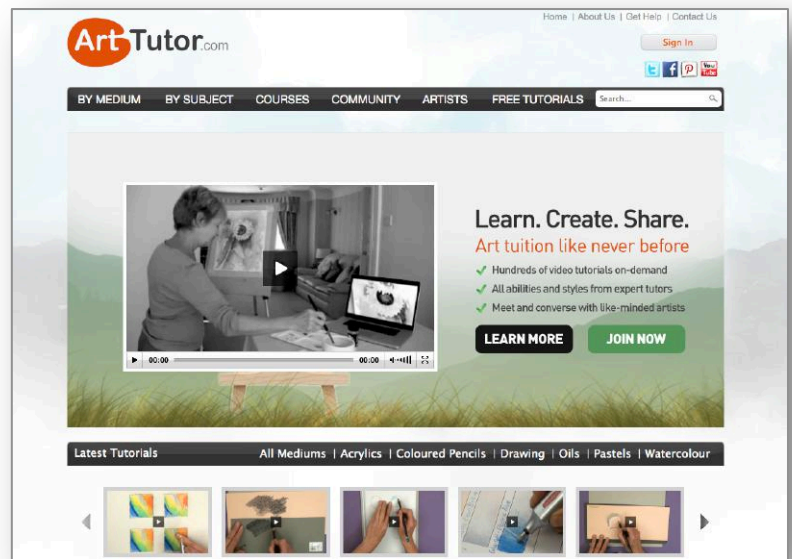 Home | About Us | Get Help | Contact Us
ArtTutor.com
Sign In
You
Tube
BY MEDIUM BY SUBJECT COURSES COMMUNITY ARTISTS FREE TUTORIALS Search...
Learn. Create. Share.
Art tuition like never before
Hundreds of video tutorials on-demand
All abilities and styles from expert tutors
Meet and converse with like-minded artists
LEARN MORE JOIN NOW
00:00 00:00
Latest Tutorials All Mediums | Acrylics | Coloured Pencils | Drawing | Oils | Pastels | Watercolour